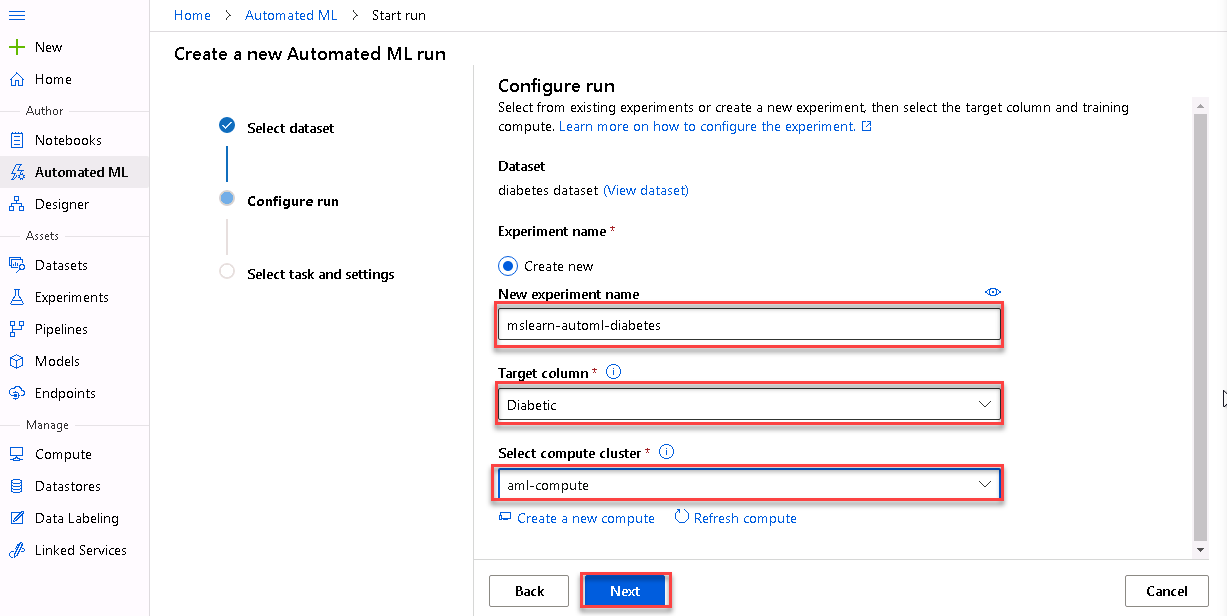 Home > Automated ML > Start run
New
Home
Author
Notebooks
Automated ML
Designer
Assets
Datasets
Experiments
Pipelines
Models
Endpoints
Manage
Compute
Datastores
Data Labeling
Linked Services
Create a new Automated ML run
Select dataset
Configure run
Select task and settings
Configure run
Select from existing experiments or create a new experiment, then select the target column and training
compute. Learn more on how to configure the experiment.
Dataset
diabetes dataset (View dataset)
Experiment name *
Create new
New experiment name
mslearn-automl-diabetes
Target column *
Diabetic
Select compute cluster *
aml-compute
Create a new compute Refresh compute
Back Next Cancel